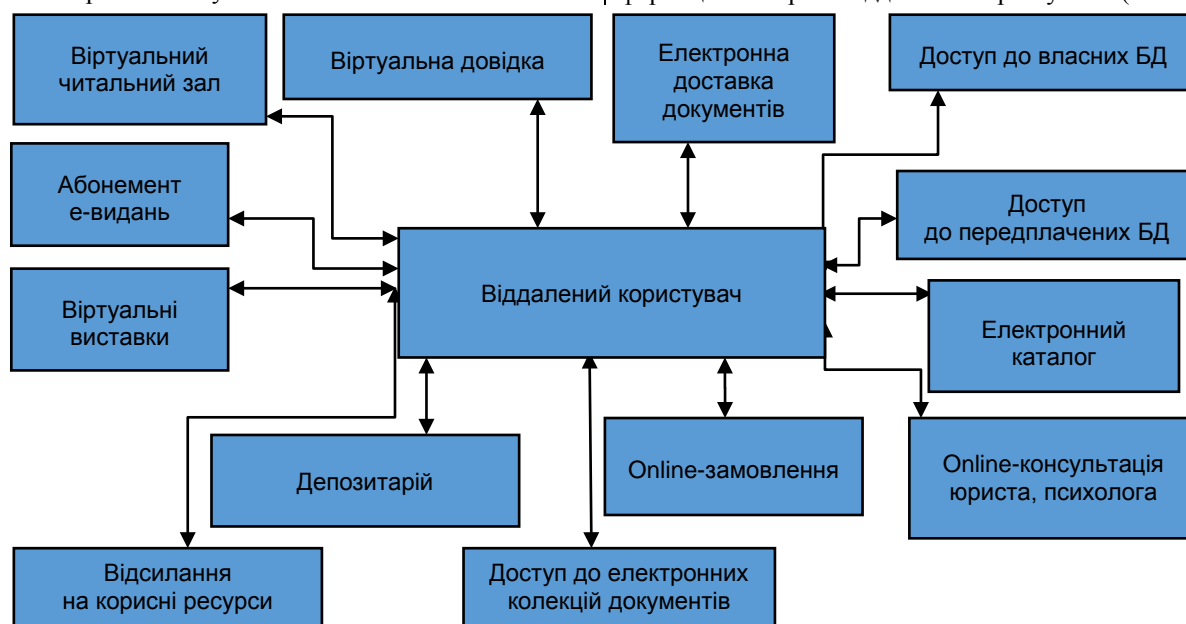 Віртуальний
читальний зал
Віртуальна довідка
Електронна
доставка
документів
Доступ до власних БД
Абонемент
е-видань
Доступ
до передплачених БД
Віддалений користувач
Віртуальні
виставки
Електронний
каталог
Депозитарій
Online-замовлення
Online-консультація
юриста, психолога
Відсилання
на корисні ресурси
Доступ до електронних
колекцій документів